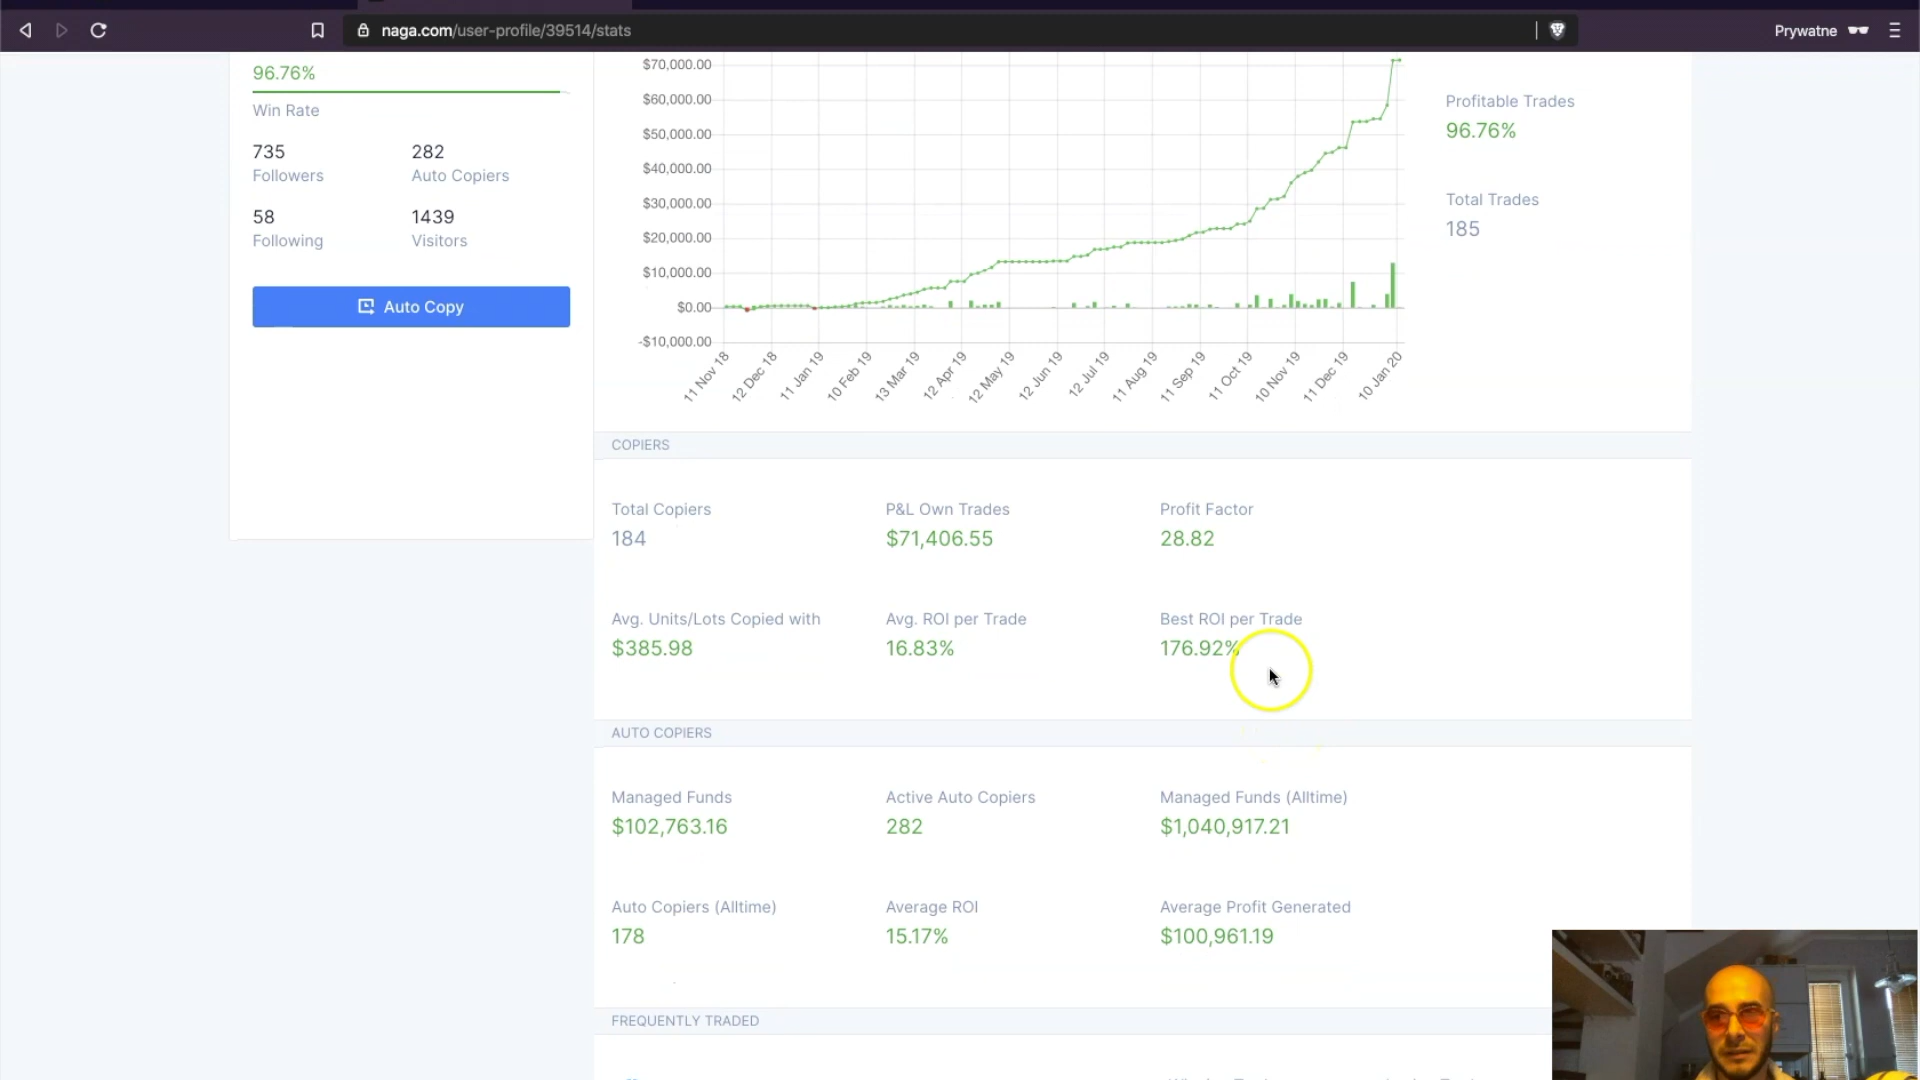 naga.com/user-profile/39514/stats
Prywatne
96.76%
Win Rate
735
Followers
282
Auto Copiers
58
Following
1439
Visitors
Auto Copy
$70,000.00
$60,000.00
$50,000.00
$40,000.00
$30,000.00
$20,000.00
$10,000.00
$0.00
-$10,000.00
11 Nov 18
12 Dec 18
11 Jan 19
10 Feb 19
13 Mar 19
12 Apr 19
12 May 19
12 Jun 19
12 Jul 19
11 Aug 19
11 Sep 19
11 Oct 19
10 Nov 19
11 Dec 19
10 Jan 20
Profitable Trades
96.76%
Total Trades
185
COPIERS
Total Copiers
184
P&L Own Trades
$71,406.55
Profit Factor
28.82
Avg. Units/Lots Copied with
$385.98
Avg. ROI per Trade
16.83%
Best ROI per Trade
176.92%
AUTO COPIERS
Managed Funds
$102,763.16
Active Auto Copiers
282
Managed Funds (Alltime)
$1,040,917.21
Auto Copiers (Alltime)
178
Average ROI
15.17%
Average Profit Generated
$100,961.19
FREQUENTLY TRADED